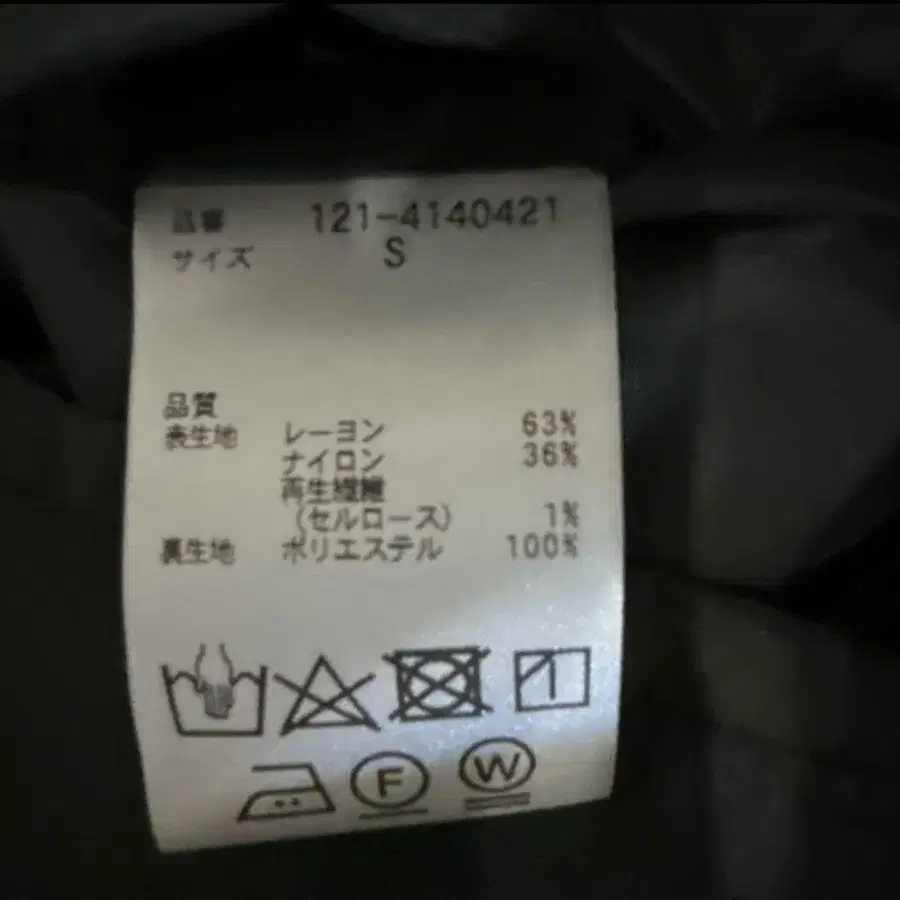 品番 121-4140421
サイズ S
品質
表生地 レーヨン 63%
ナイロン 36%
再生繊維
(セルロース) 1%
裏生地 ポリエステル 100%
F W